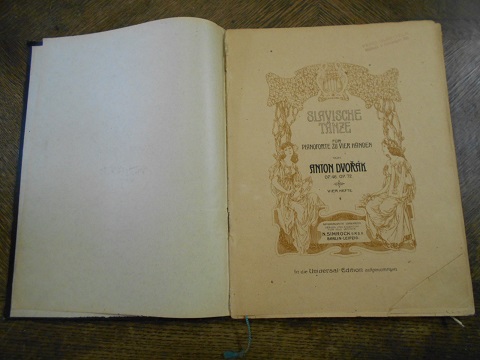 SLAVISCHE
TÄNZE
FÜR
PIANOFORTE ZU VIER HÄNDEN
VON
ANTON DVOŘÁK
OP. 46 OP. 72
VIER HEFTE
N. SIMROCK
BERLIN-LEIPZIG
In die Universal-Edition aufgenommen